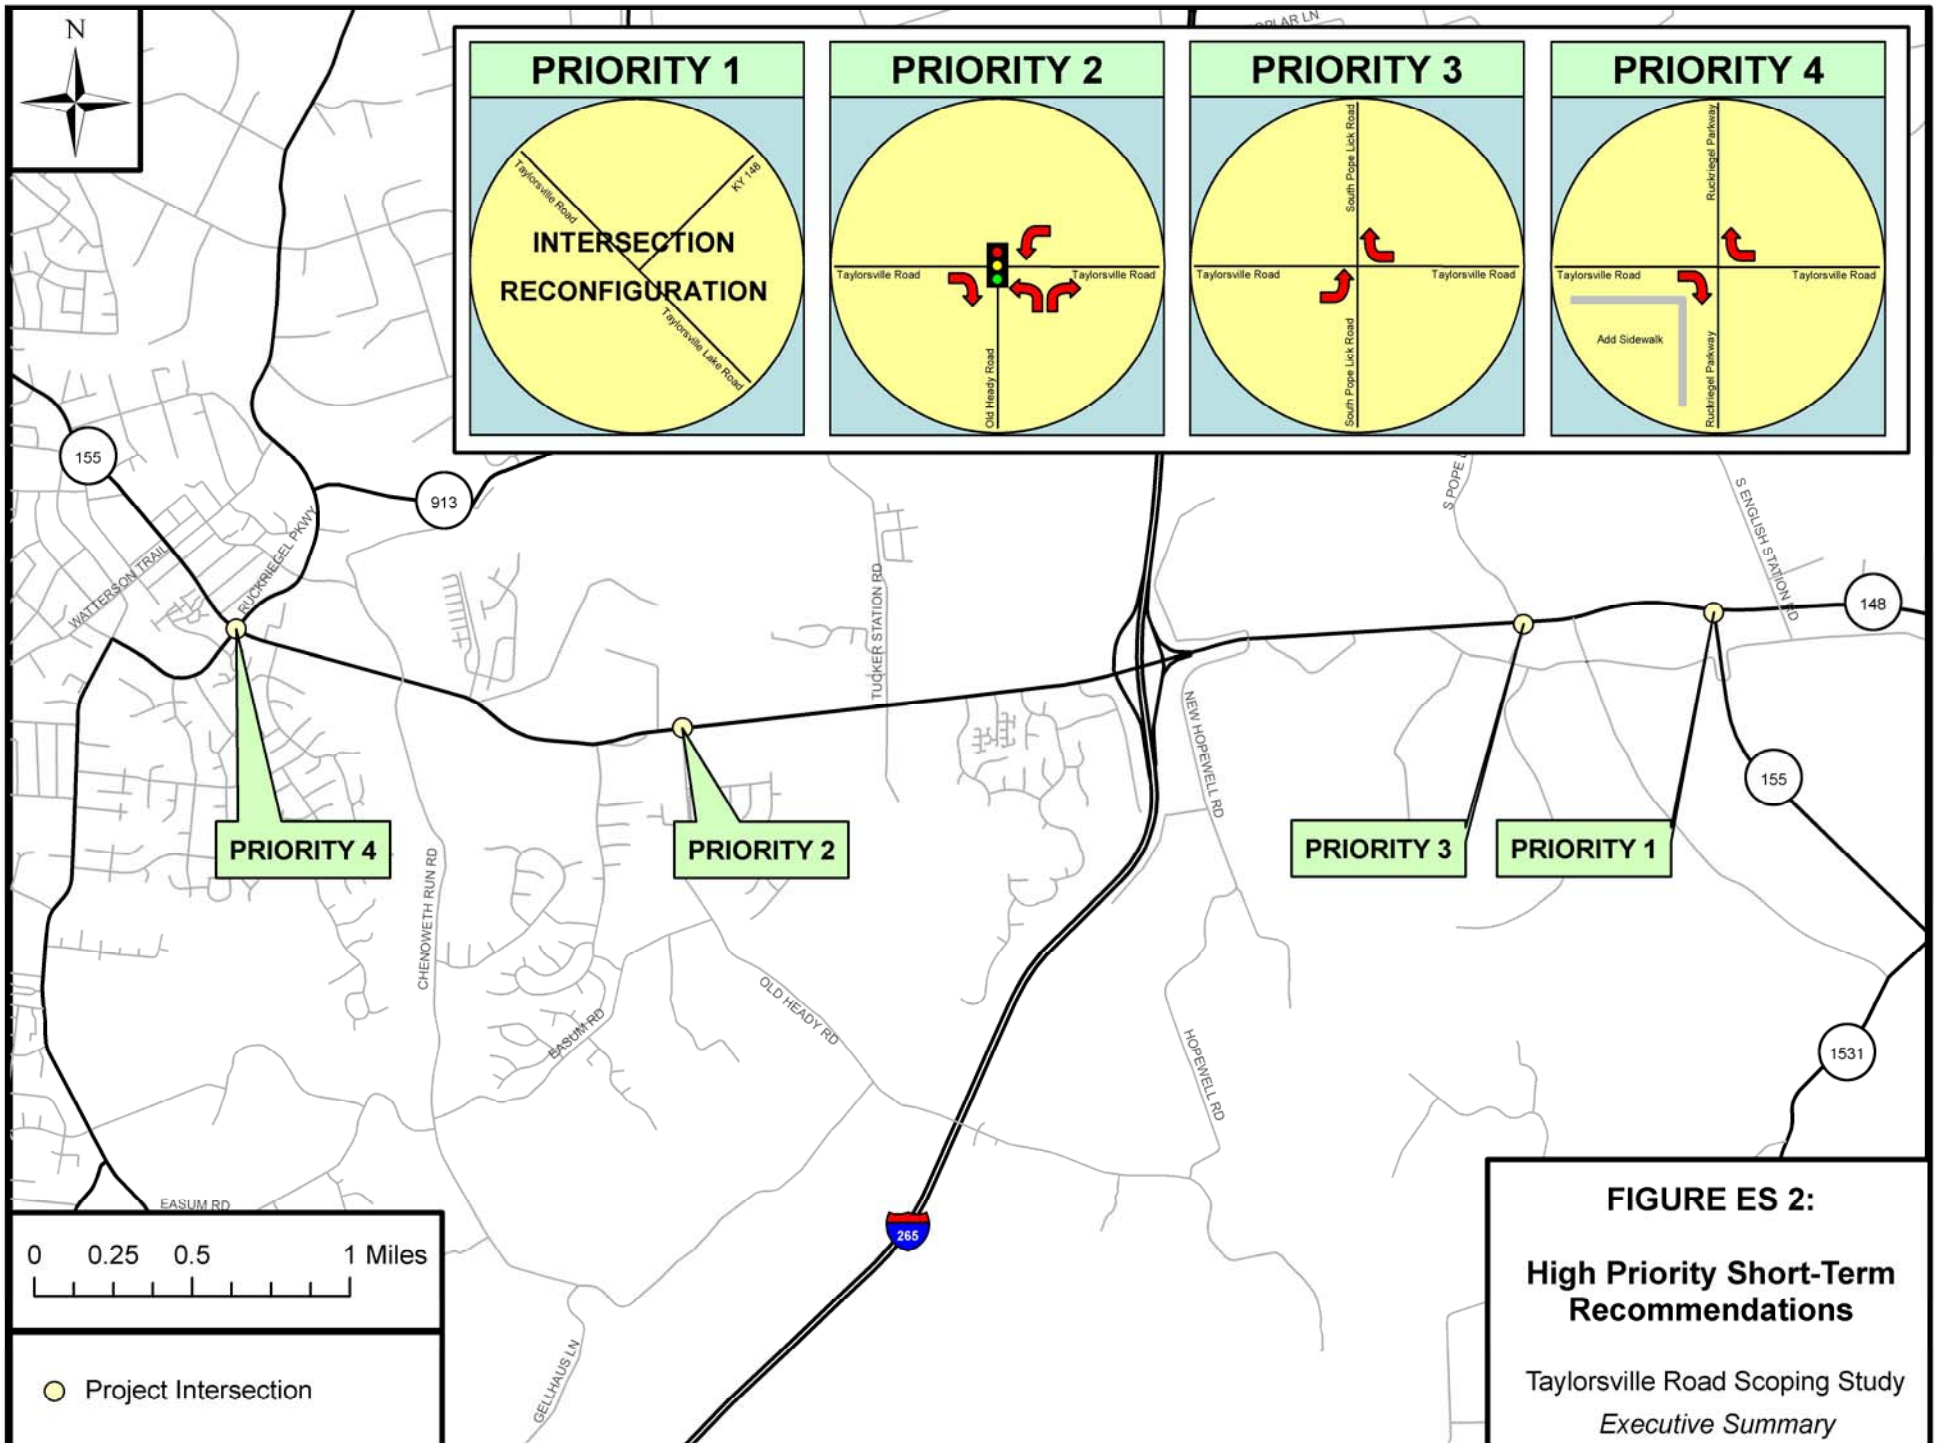 N
PRIORITY 1
Taylorsville Road
KY 148
INTERSECTION
RECONFIGURATION
Taylorsville Lake Road
PRIORITY 2
Taylorsville Road
Taylorsville Road
Old Heady Road
PRIORITY 3
South Pope Lick Road
Taylorsville Road
Taylorsville Road
South Pope Lick Road
PRIORITY 4
Ruckriegel Parkway
Taylorsville Road
Taylorsville Road
Add Sidewalk
Ruckriegel Parkway
155
913
S POPE
S ENGLISH STATION RD
WATTERSON TRAIL
RUCKRIEGEL PKWY
TUCKER STATION RD
148
NEW HOPEWELL RD
155
PRIORITY 4
PRIORITY 2
PRIORITY 3
PRIORITY 1
CHENOWETH RUN RD
OLD HEADY RD
EASUM RD
HOPEWELL RD
1531
EASUM RD
265
GELLHAUS LN
0 0.25 0.5 1 Miles
Project Intersection
FIGURE ES 2:
High Priority Short-Term
Recommendations
Taylorsville Road Scoping Study
Executive Summary